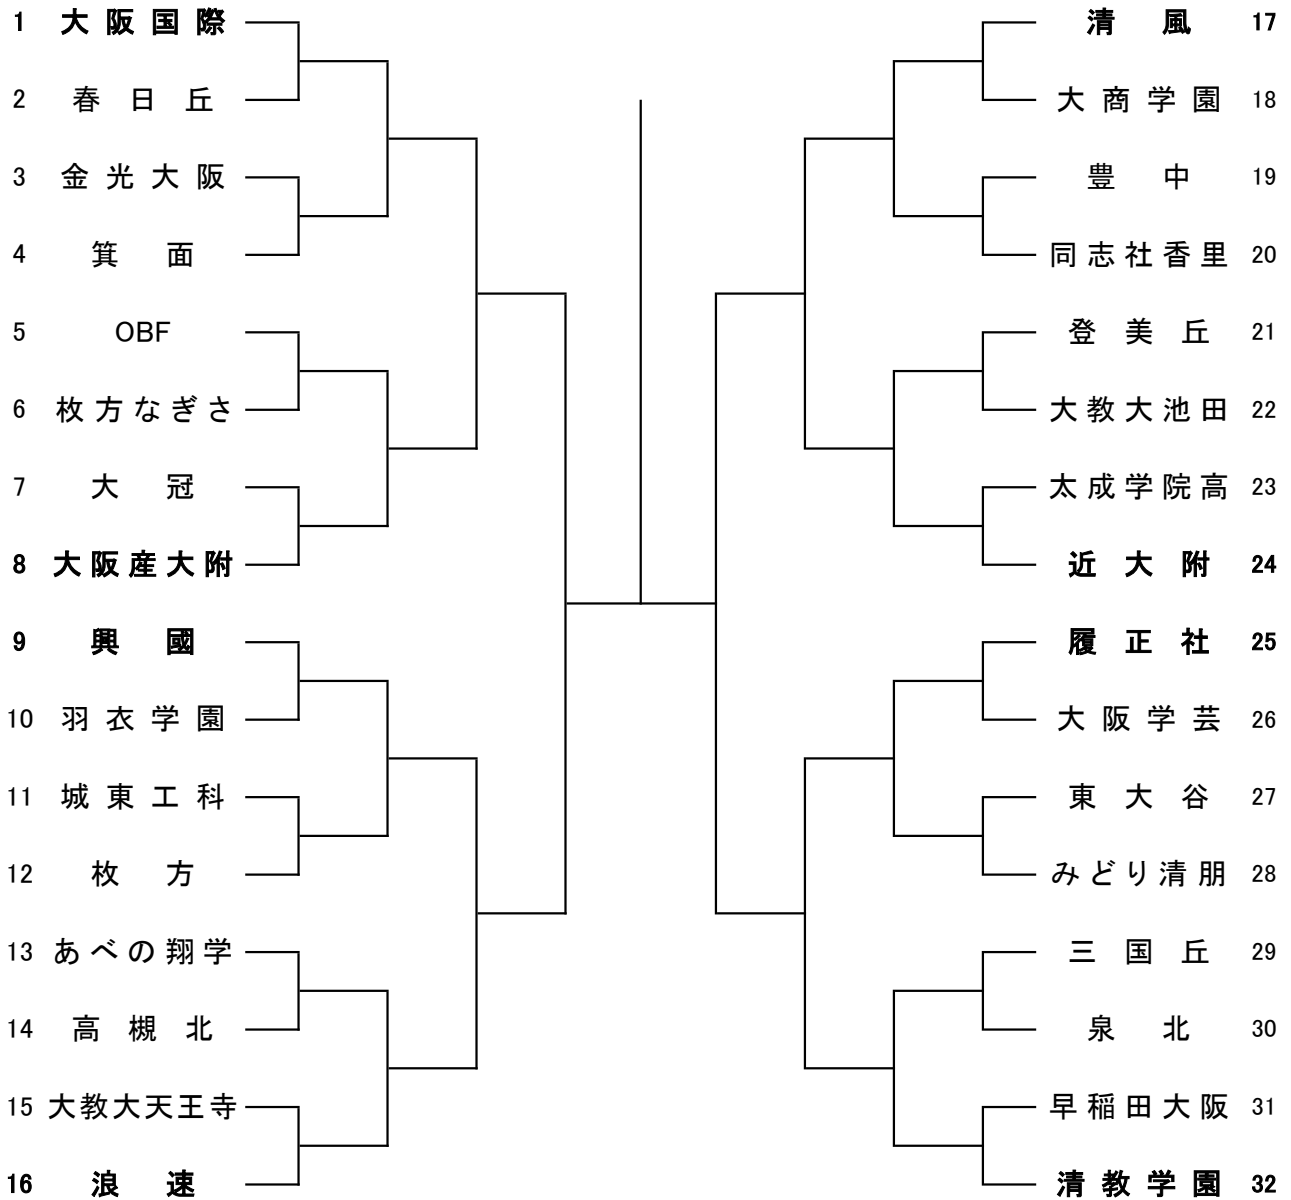 1 大阪国際
2 春日丘
3 金光大阪
4 箕面
5 OBF
6 枚方なぎさ
7 大冠
8 大阪産大附
9 興國
10 羽衣学園
11 城東工科
12 枚方
13 あべの翔学
14 高槻北
15 大教大天王寺
16 浪速
清風 17
大商学園 18
豊中 19
同志社香里 20
登美丘 21
大教大池田 22
太成学院高 23
近大附 24
履正社 25
大阪学芸 26
東大谷 27
みどり清朋 28
三国丘 29
泉北 30
早稲田大阪 31
清教学園 32